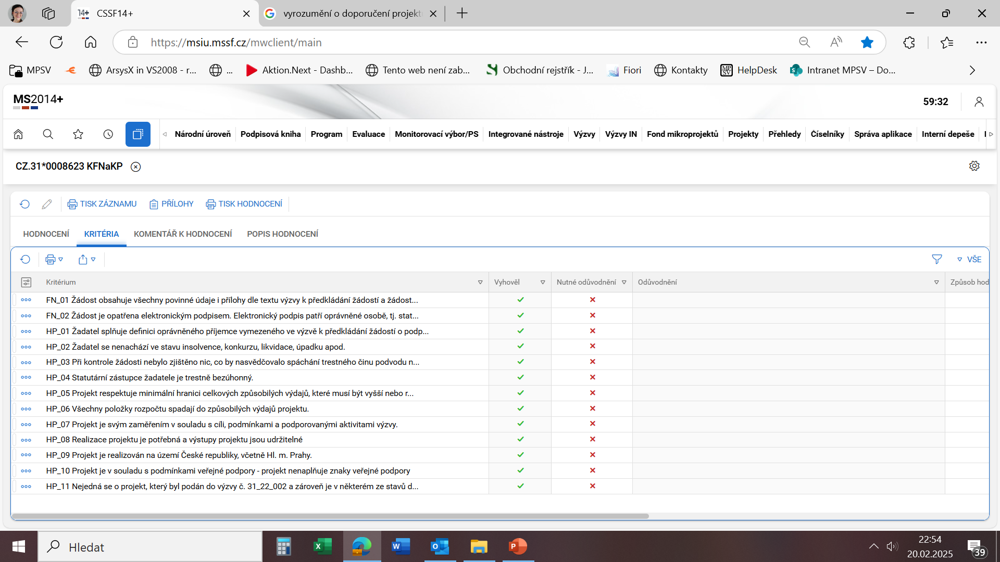 CSSF14+
vyrozumění o doporučení projekt
https://msiu.mssf.cz/mwclient/main
MPSV
ArsysX in VS2008 - r...
...
Aktion.Next - Dashb...
Tento web není zab...
Obchodní rejstřík - J...
Fiori
Kontakty
HelpDesk
Intranet MPSV – Do...
MS2014+
59:32
Národní úroveň
Podpisová kniha
Program
Evaluace
Monitorovací výbor/PS
Integrované nástroje
Výzvy
Výzvy IN
Fond mikroprojektů
Projekty
Přehledy
Číselníky
Správa aplikace
Interní depeše
CZ.31*0008623 KFNaKP
TISK ZÁZNAMU
PŘÍLOHY
TISK HODNOCENÍ
HODNOCENÍ
KRITÉRIA
KOMENTÁŘ K HODNOCENÍ
POPIS HODNOCENÍ
VŠE
Kritérium
Vyhověl
Nutné odůvodnění
Odůvodnění
Způsob hod
FN_01 Žádost obsahuje všechny povinné údaje i přílohy dle textu výzvy k předkládání žádostí a žádost...
FN_02 Žádost je opatřena elektronickým podpisem. Elektronický podpis patří oprávněné osobě, tj. stat...
HP_01 Žadatel splňuje definici oprávněného příjemce vymezeného ve výzvě k předkládání žádostí o podp...
HP_02 Žadatel se nenachází ve stavu insolvence, konkurzu, likvidace, úpadku apod.
HP_03 Při kontrole žádosti nebylo zjištěno nic, co by nasvědčovalo spáchání trestného činu podvodu n...
HP_04 Statutární zástupce žadatele je trestně bezúhonný.
HP_05 Projekt respektuje minimální hranici celkových způsobilých výdajů, které musí být vyšší nebo r...
HP_06 Všechny položky rozpočtu spadají do způsobilých výdajů projektu.
HP_07 Projekt je svým zaměřením v souladu s cíli, podmínkami a podporovanými aktivitami výzvy.
HP_08 Realizace projektu je potřebná a výstupy projektu jsou udržitelné
HP_09 Projekt je realizován na území České republiky, včetně Hl. m. Prahy.
HP_10 Projekt je v souladu s podmínkami veřejné podpory - projekt nenaplňuje znaky veřejné podpory
HP_11 Nejedná se o projekt, který byl podán do výzvy č. 31_22_002 a zároveň je v některém ze stavů d...
Hledat
22:54
20.02.2025
39